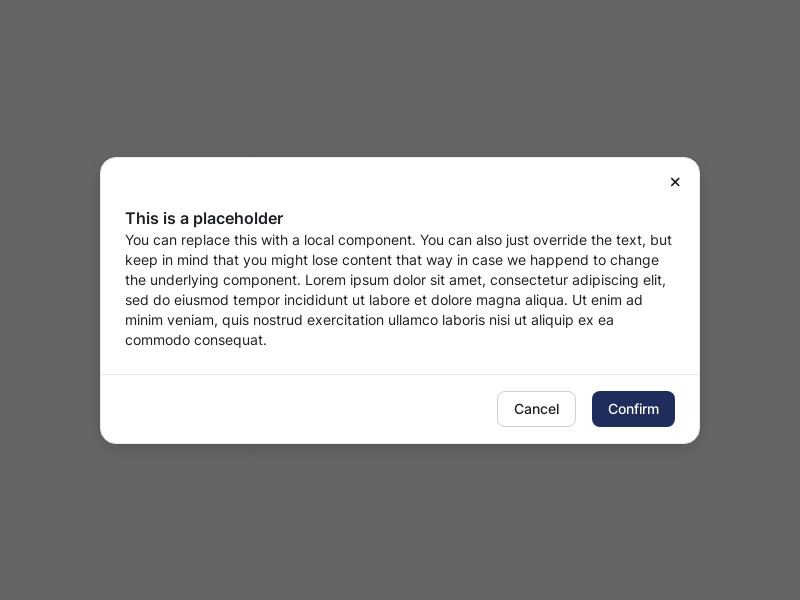 This is a placeholder
You can replace this with a local component. You can also just override the text, but
keep in mind that you might lose content that way in case we happend to change
the underlying component. Lorem ipsum dolor sit amet, consectetur adipiscing elit,
sed do eiusmod tempor incididunt ut labore et dolore magna aliqua. Ut enim ad
minim veniam, quis nostrud exercitation ullamco laboris nisi ut aliquip ex ea
commodo consequat.
Cancel
Confirm